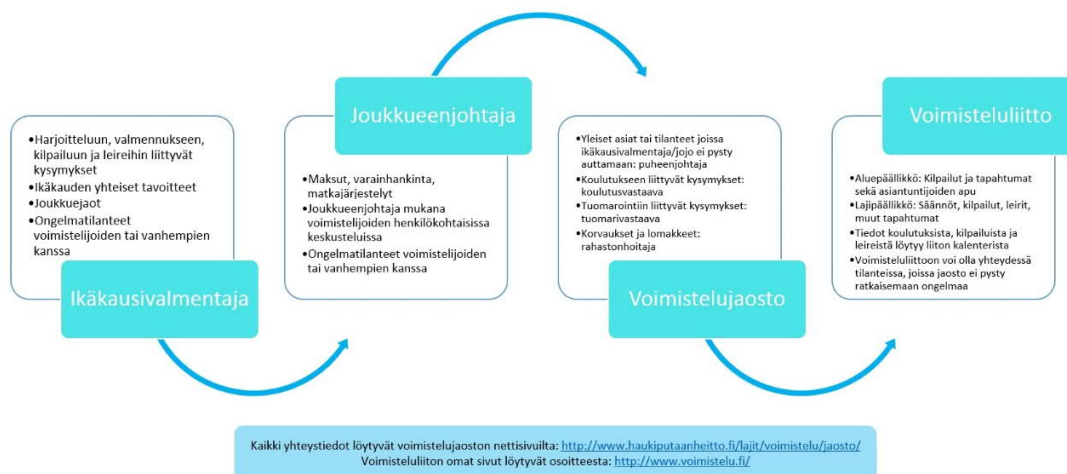 •Harjoitteluun, valmennukseen,
kilpailuun ja leireihin liittyvät
kysymykset
•Ikäkauden yhteiset tavoitteet
•Joukkuejaot
•Ongelmatilanteet
voimistelijoiden tai vanhempien
kanssa
Ikäkausivalmentaja
Joukkueenjohtaja
•Maksut, varainhankinta,
matkajärjestelyt
•Joukkueenjohtaja mukana
voimistelijoiden henkilökohtaisissa
keskusteluissa
•Ongelmatilanteet voimistelijoiden
tai vanhempien kanssa
•Yleiset asiat tai tilanteet joissa
ikäkausivalmentaja/jojo ei pysty
auttamaan: puheenjohtaja
•Koulutukseen liittyvät kysymykset:
koulutusvastaava
•Tuomarointiin liittyvät kysymykset:
tuomarivastaava
•Korvaukset ja lomakkeet:
rahastonhoitaja
Voimistelujaosto
Voimisteluliitto
•Aluepäällikkö: Kilpailut ja tapahtumat
sekä asiantuntijoiden apu
•Lajipäällikkö: Säännöt, kilpailut, leirit,
muut tapahtumat
•Tiedot koulutuksista, kilpailuista ja
leireistä löytyy liiton kalenterista
•Voimisteluliittoon voi olla yhteydessä
tilanteissa, joissa jaosto ei pysty
ratkaisemaan ongelmaa
Kaikki yhteystiedot löytyvät voimistelujaoston nettisivuilta: http://www.haukiputaanheitto.fi/lajit/voimistelu/jaosto/
Voimisteluliiton omat sivut löytyvät osoitteesta: http://www.voimistelu.fi/